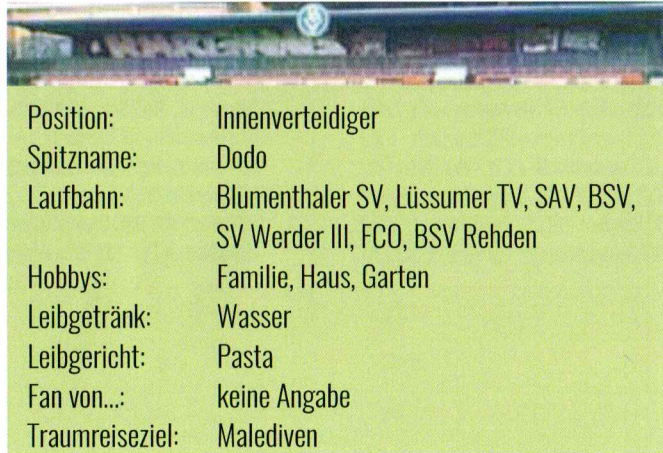 Position: Innenverteidiger
Spitzname: Dodo
Laufbahn: Blumenthaler SV, Lüssumer TV, SAV, BSV,
SV Werder III, FCO, BSV Rehden
Hobbys: Familie, Haus, Garten
Leibgetränk: Wasser
Leibgericht: Pasta
Fan von...: keine Angabe
Traumreiseziel: Malediven